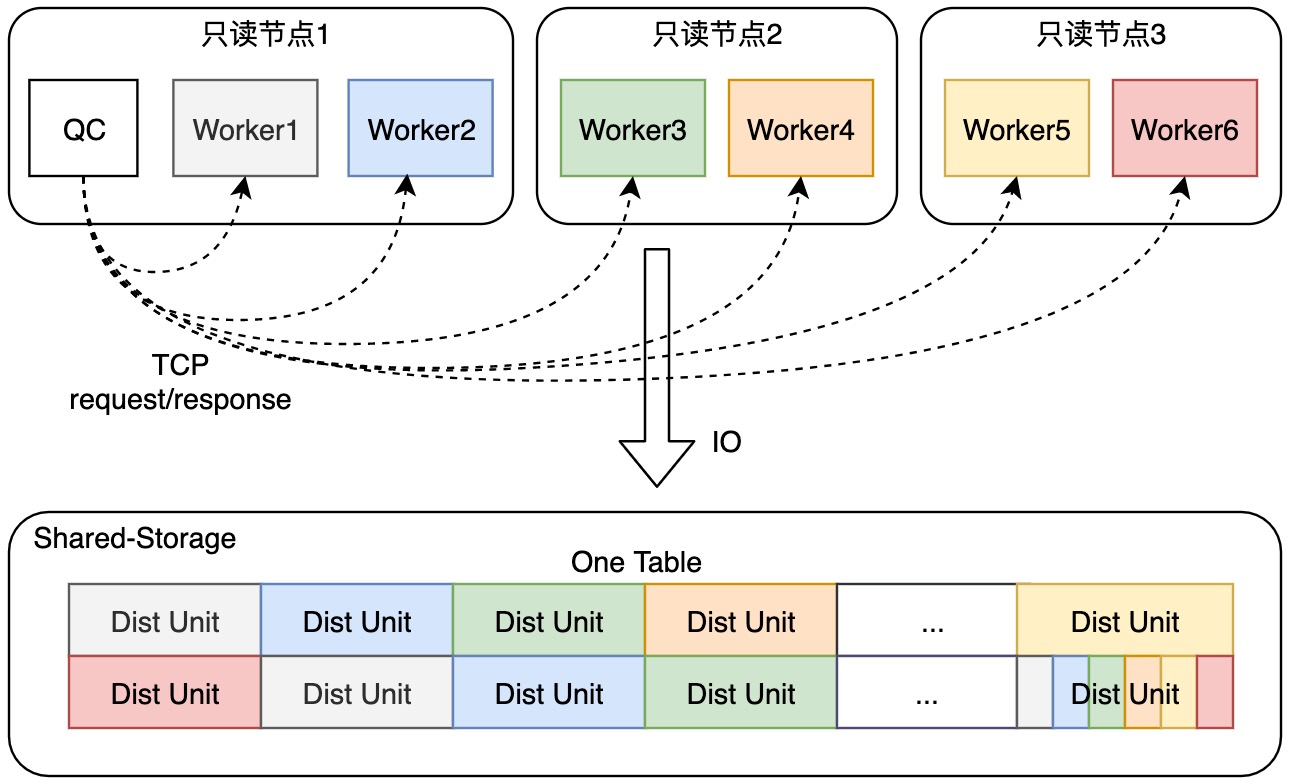 只读节点1
只读节点2
只读节点3
QC
Worker1
Worker2
Worker3
Worker4
Worker5
Worker6
TCP
request/response
IO
Shared-Storage
One Table
Dist Unit
Dist Unit
Dist Unit
Dist Unit
...
Dist Unit
Dist Unit
Dist Unit
Dist Unit
Dist Unit
...
Dist Unit